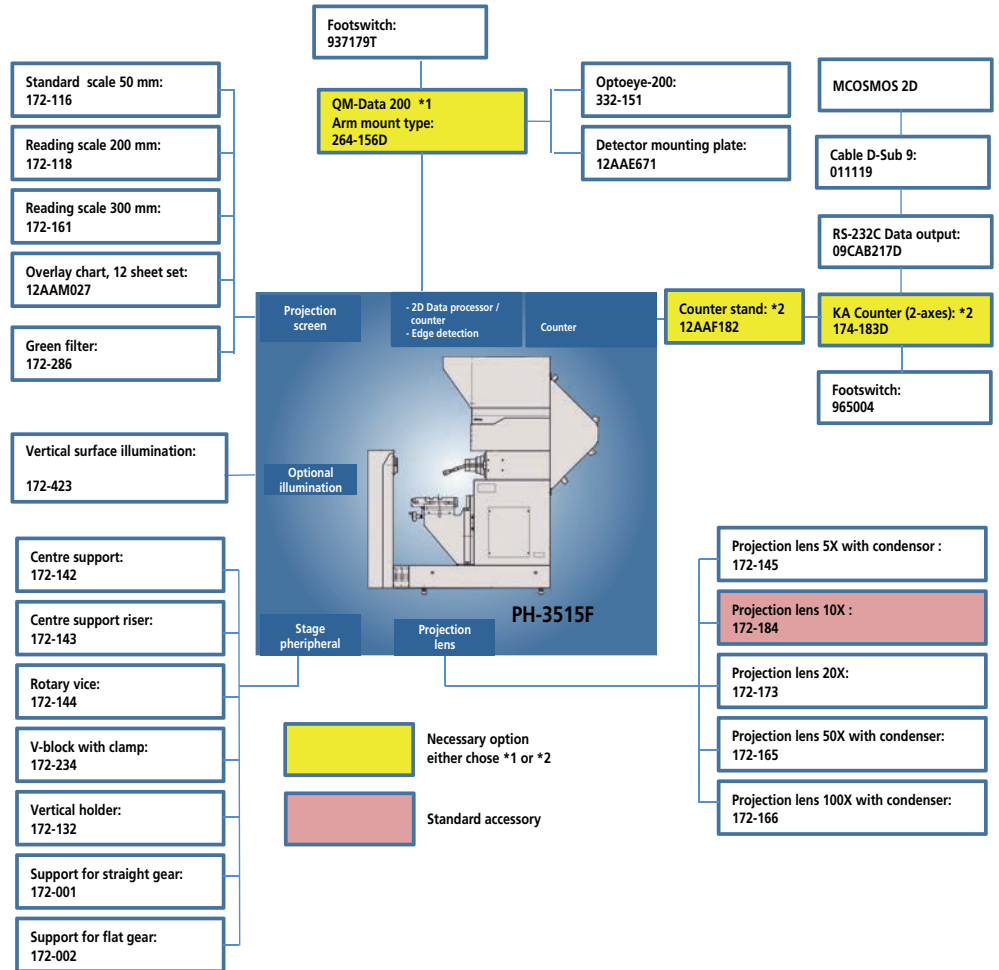 Footswitch:
937179T
Standard scale 50 mm:
172-116
Reading scale 200 mm:
172-118
Reading scale 300 mm:
172-161
Overlay chart, 12 sheet set:
12AAM027
Green filter:
172-286
QM-Data 200 *1
Arm mount type:
264-156D
Optoeye-200:
332-151
Detector mounting plate:
12AAE671
MCOSMOS 2D
Cable D-Sub 9:
011119
RS-232C Data output:
09CAB217D
Projection
screen
- 2D Data processor /
counter
- Edge detection
Counter
Counter stand: *2
12AAF182
KA Counter (2-axes): *2
174-183D
Footswitch:
965004
Vertical surface illumination:
172-423
Optional
illumination
Centre support:
172-142
Centre support riser:
172-143
Rotary vice:
172-144
V-block with clamp:
172-234
Vertical holder:
172-132
Support for straight gear:
172-001
Support for flat gear:
172-002
Stage
pheripheral
Projection
lens
PH-3515F
Projection lens 5X with condensor :
172-145
Projection lens 10X :
172-184
Projection lens 20X:
172-173
Projection lens 50X with condenser:
172-165
Projection lens 100X with condenser:
172-166
Necessary option
either chose *1 or *2
Standard accessory